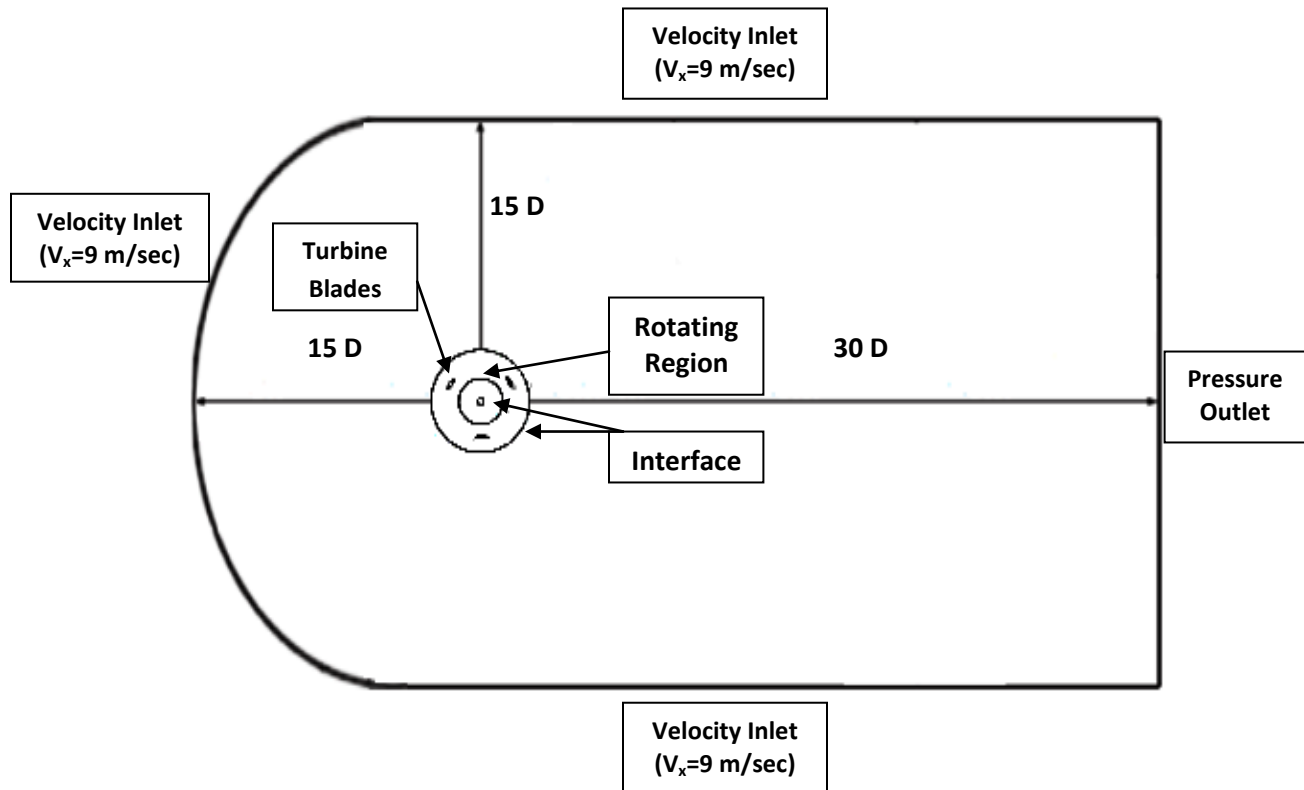 Velocity Inlet
(Vₓ=9 m/sec)
15 D
Velocity Inlet
(Vₓ=9 m/sec)
Turbine
Blades
Rotating
Region
15 D
30 D
Pressure
Outlet
Interface
Velocity Inlet
(Vₓ=9 m/sec)